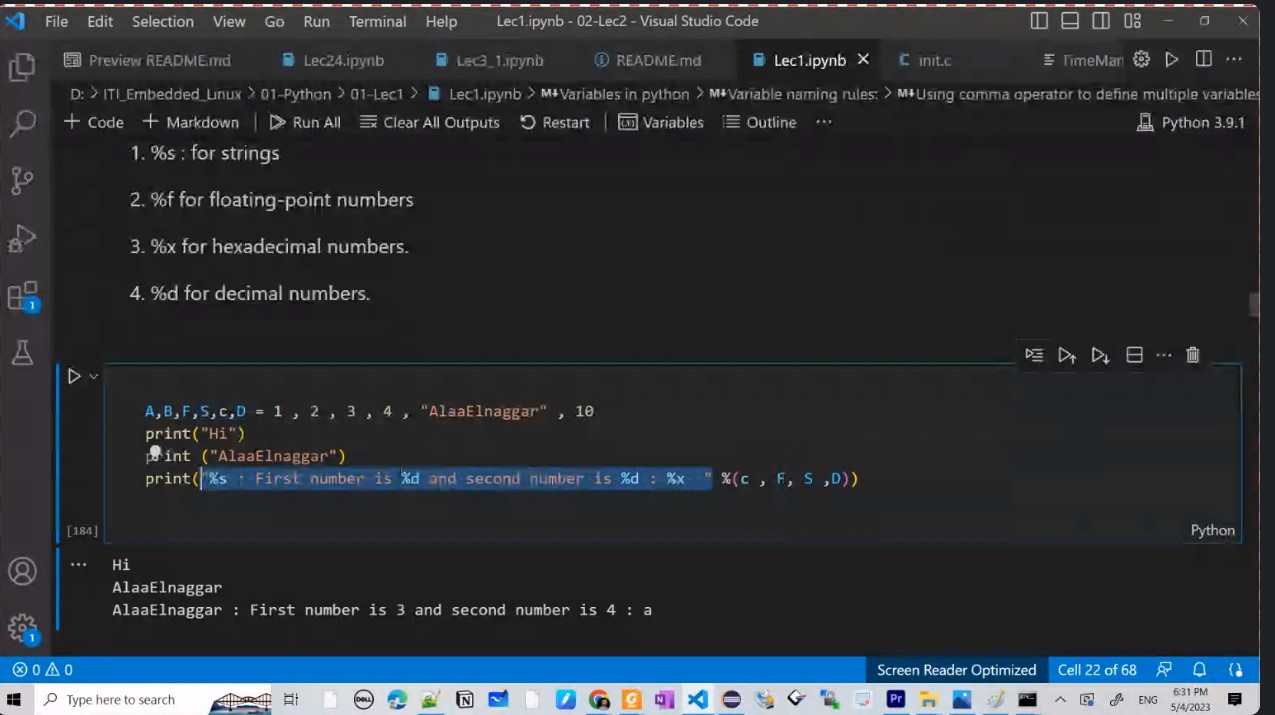 File Edit Selection View Go Run Terminal Help Lec1.ipynb - 02-Lec2 - Visual Studio Code
Preview README.md Lec24.ipynb Lec3_1.ipynb README.md Lec1.ipynb C init.c TimeMan
D: > ITI_Embedded_Linux > 01-Python > 01-Lec1 > Lec1.ipynb > M↓Variables in python > M↓Variable naming rules: > M↓Using comma operator to define multiple variables
+ Code + Markdown Run All Clear All Outputs Restart Variables Outline ... Python 3.9.1
1. %s : for strings
2. %f for floating-point numbers
3. %x for hexadecimal numbers.
4. %d for decimal numbers.
A,B,F,S,c,D = 1 , 2 , 3 , 4 , "AlaaElnaggar" , 10
print("Hi")
print ("AlaaElnaggar")
print("%s : First number is %d and second number is %d : %x  " %(c , F, S ,D))
[184] Python
Hi
AlaaElnaggar
AlaaElnaggar : First number is 3 and second number is 4 : a
0 0 Screen Reader Optimized Cell 22 of 68
1
1
Type here to search DELL Pr ENG 6:31 PM
5/4/2023